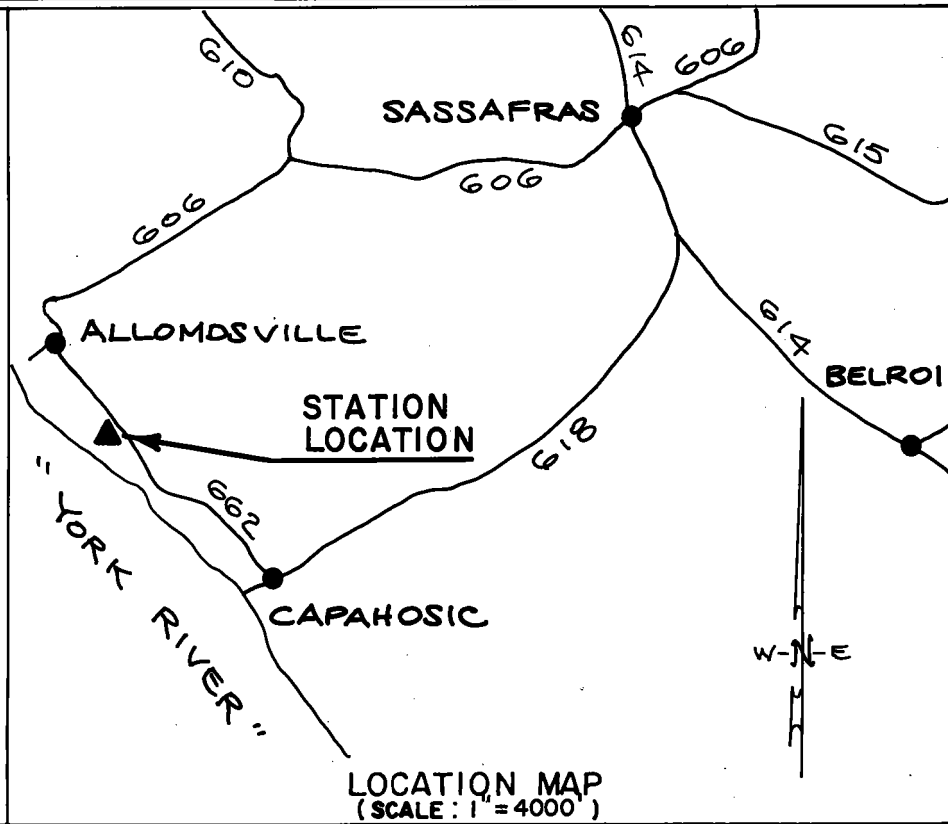 610
614
606
SASSAFRAS
615
606
606
ALLOMDSVILLE
614
BELROI
STATION
LOCATION
618
662
"YORK RIVER"
CAPAHOSIC
W-N-E
LOCATION MAP
(SCALE: 1"=4000')